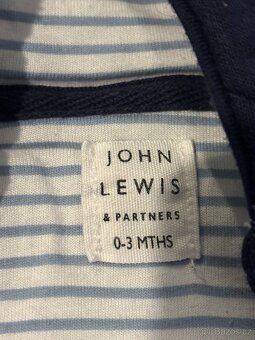 JOHN
LEWIS
& PARTNERS
0-3 MTHS